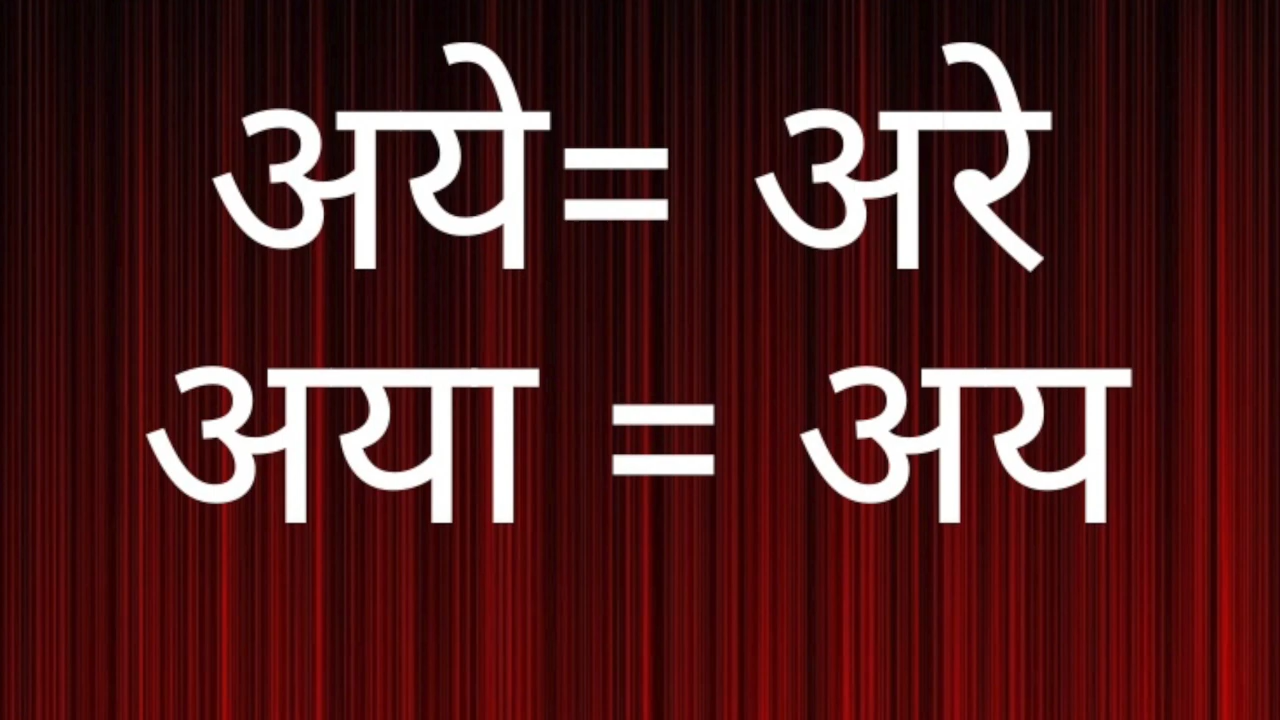 अये= अरे
अया = अय